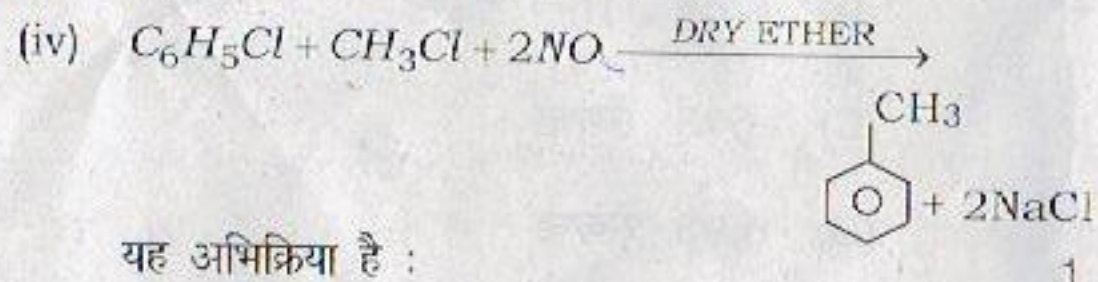 (iv) C₆H₅Cl + CH₃Cl + 2NO DRY ETHER
CH₃
+ 2NaCl
यह अभिक्रिया है :
1